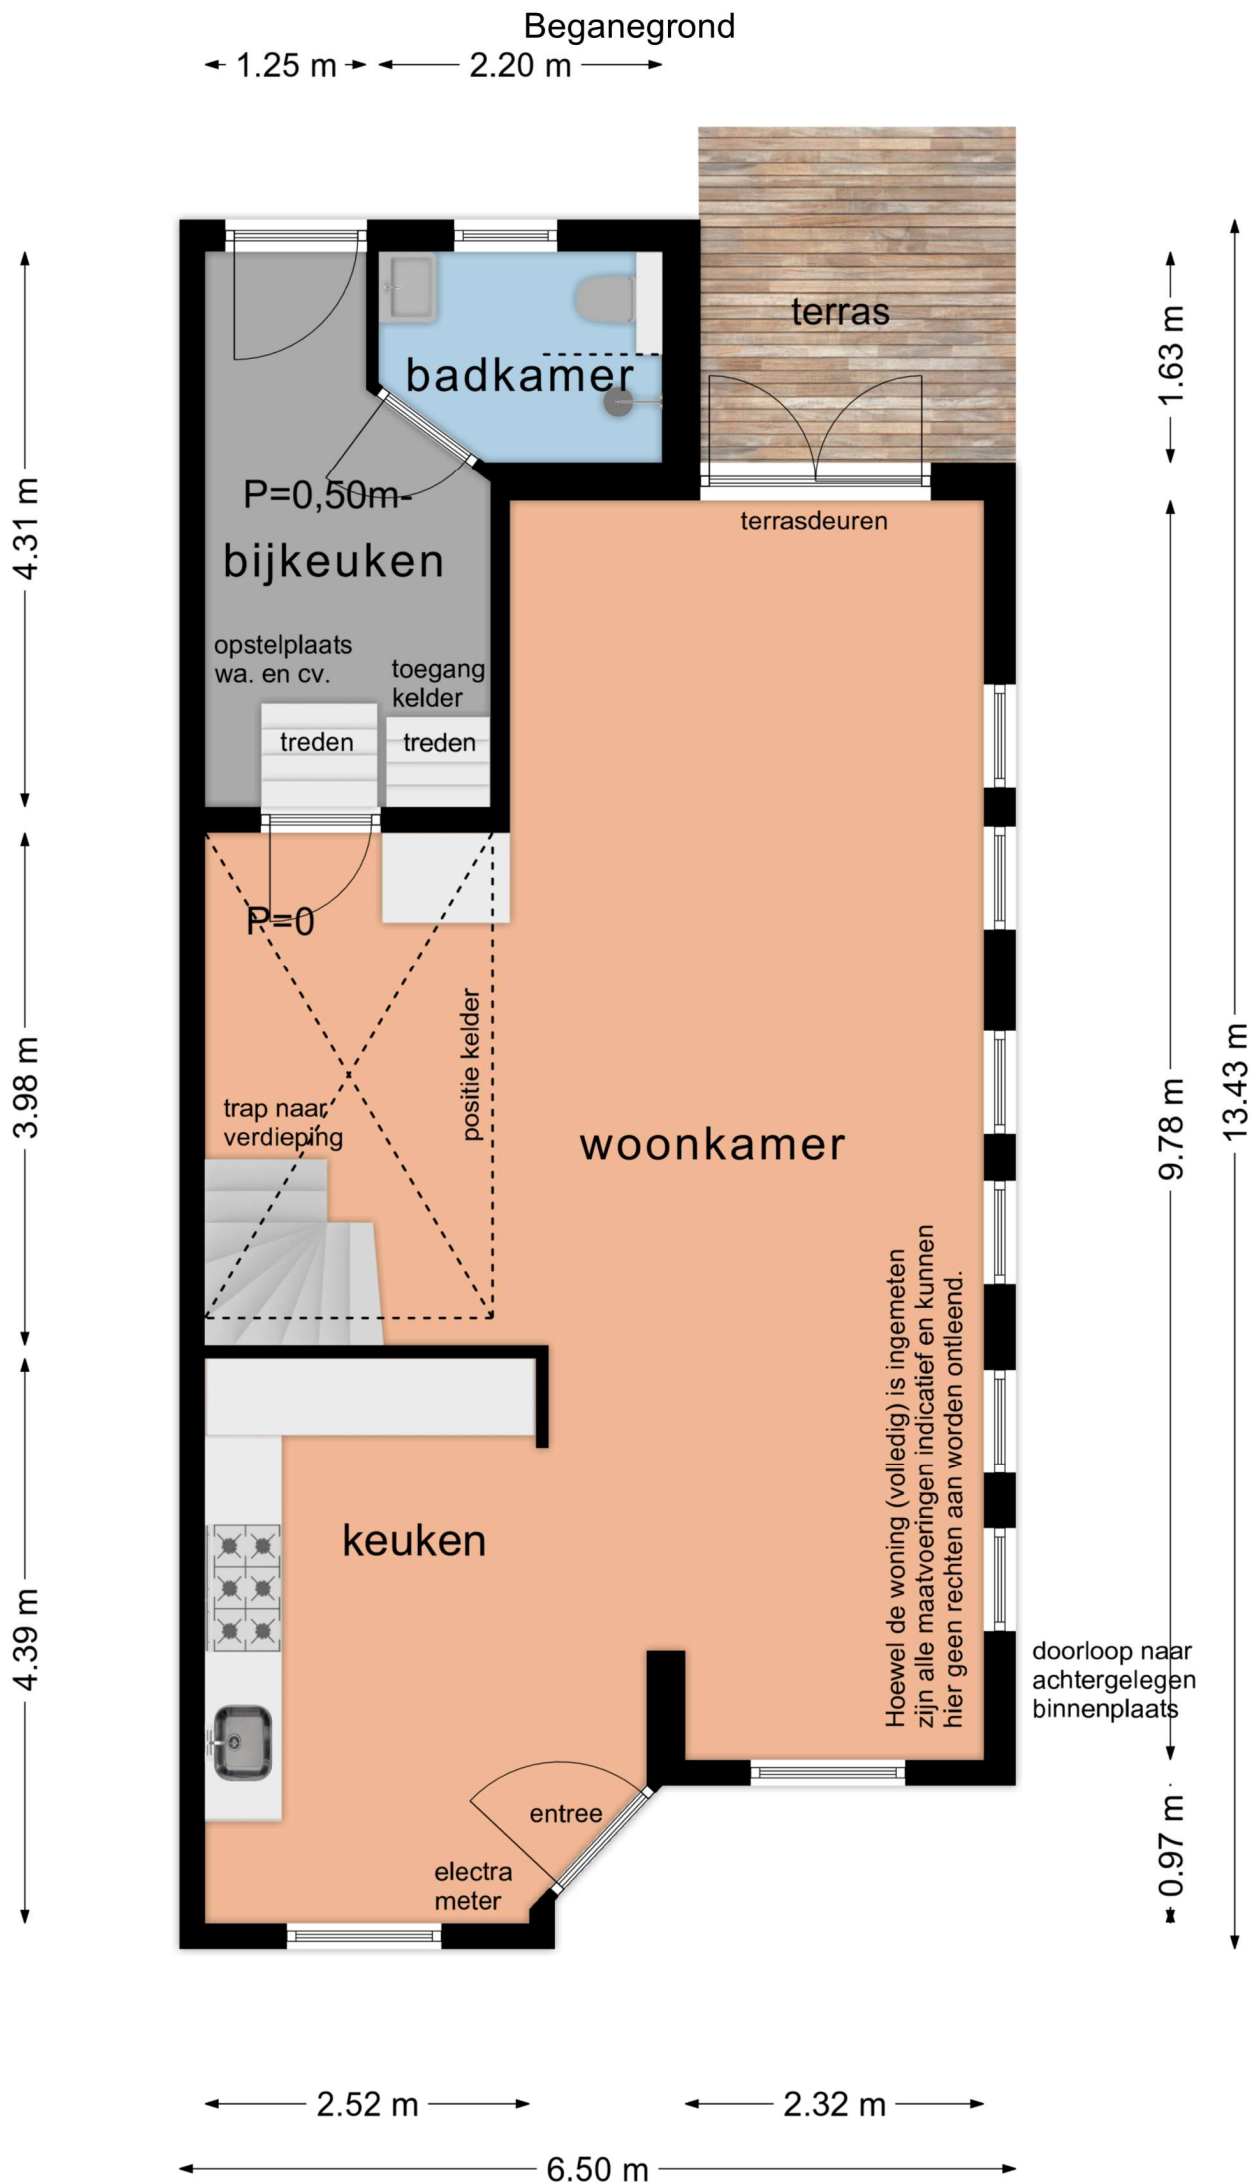 Beganegrond
1.25 m
2.20 m
terras
badkamer
1.63 m
P=0,50m-
4.31 m
terrasdeuren
bijkeuken
opstelplaats
wa. en cv.
toegang
kelder
treden
treden
P=0
positie kelder
3.98 m
trap naar
verdieping
woonkamer
9.78 m
13.43 m
Hoewel de woning (volledig) is ingemeten
zijn alle maatvoeringen indicatief en kunnen
hier geen rechten aan worden ontleend.
keuken
4.39 m
doorloop naar
achtergelegen
binnenplaats
entree
0.97 m
electra
meter
2.52 m
2.32 m
6.50 m